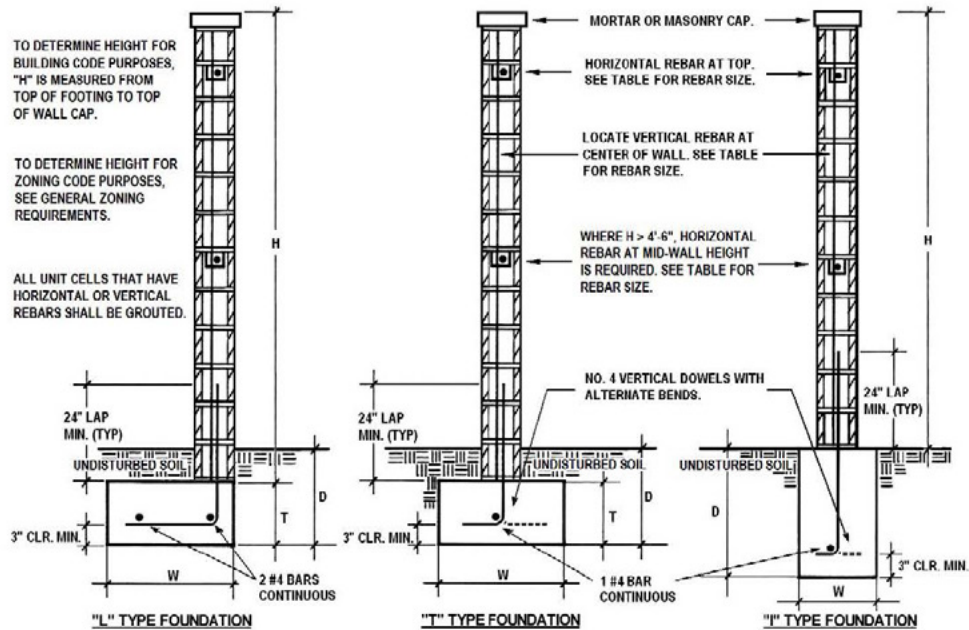 TO DETERMINE HEIGHT FOR
BUILDING CODE PURPOSES,
"H" IS MEASURED FROM
TOP OF FOOTING TO TOP
OF WALL CAP.
TO DETERMINE HEIGHT FOR
ZONING CODE PURPOSES,
SEE GENERAL ZONING
REQUIREMENTS.
ALL UNIT CELLS THAT HAVE
HORIZONTAL OR VERTICAL
REBARS SHALL BE GROUTED.
H
24" LAP
MIN. (TYP)
UNDISTURBED SOIL
D
T
3" CLR. MIN.
W
2 #4 BARS
CONTINUOUS
"L" TYPE FOUNDATION
MORTAR OR MASONRY CAP.
HORIZONTAL REBAR AT TOP.
SEE TABLE FOR REBAR SIZE.
LOCATE VERTICAL REBAR AT
CENTER OF WALL. SEE TABLE
FOR REBAR SIZE.
WHERE H > 4'-6", HORIZONTAL
REBAR AT MID-WALL HEIGHT
IS REQUIRED. SEE TABLE FOR
REBAR SIZE.
NO. 4 VERTICAL DOWELS WITH
ALTERNATE BENDS.
24" LAP
MIN. (TYP)
UNDISTURBED SOIL
D
T
3" CLR. MIN.
W
1 #4 BAR
CONTINUOUS
"T" TYPE FOUNDATION
H
24" LAP
MIN. (TYP)
UNDISTURBED SOIL
D
3" CLR. MIN.
W
"I" TYPE FOUNDATION